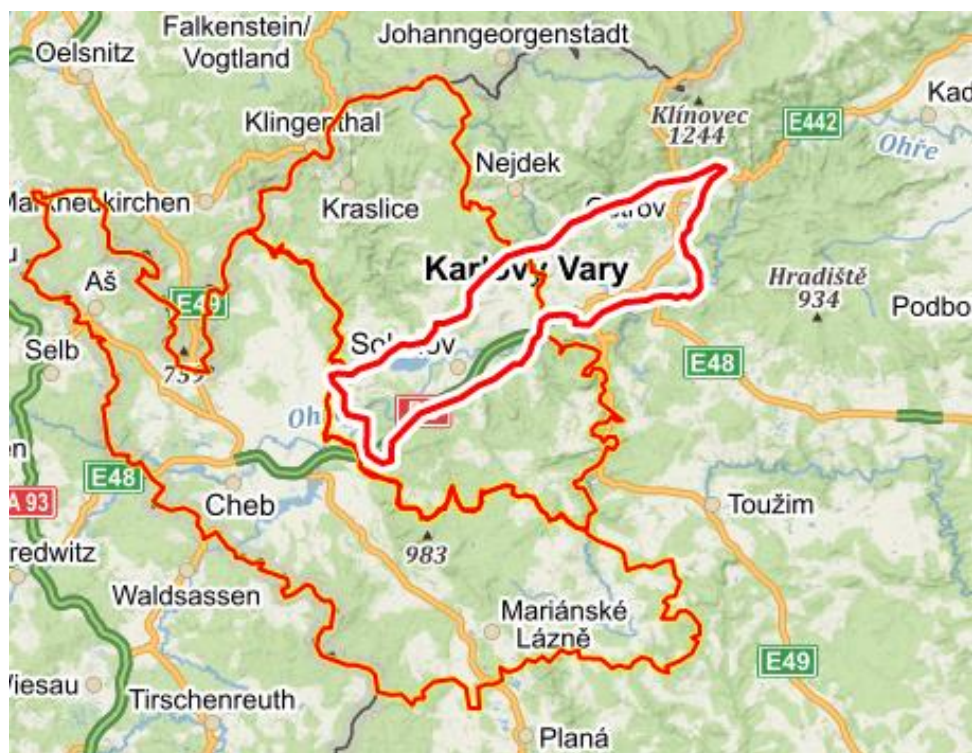 Falkenstein/
Vogtland
Johanngeorgenstadt
Oelsnitz
Klínovec
1244
E442
Ohře
Klingenthal
Nejdek
Kraslice
Karlovy Vary
Aš
E49
Hradiště
934
Selb
E48
Ohře
E48
A 93
Cheb
Toužim
983
Waldsassen
Mariánské
Lázně
E49
Tirschenreuth
Planá